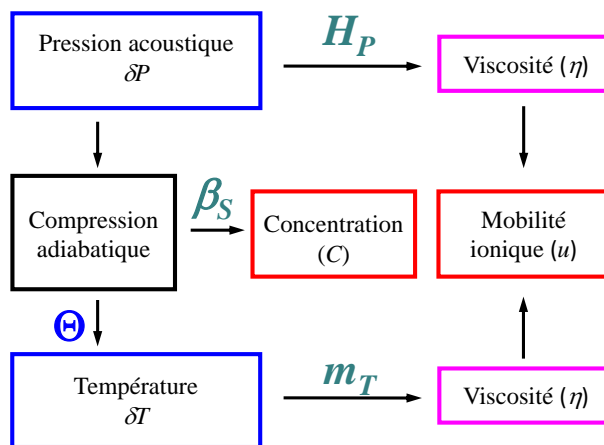 Pression acoustique
δP
H_P
Viscosité (η)
Compression
adiabatique
β_S
Concentration
(C)
Mobilité
ionique (u)
Θ
Température
δT
m_T
Viscosité (η)